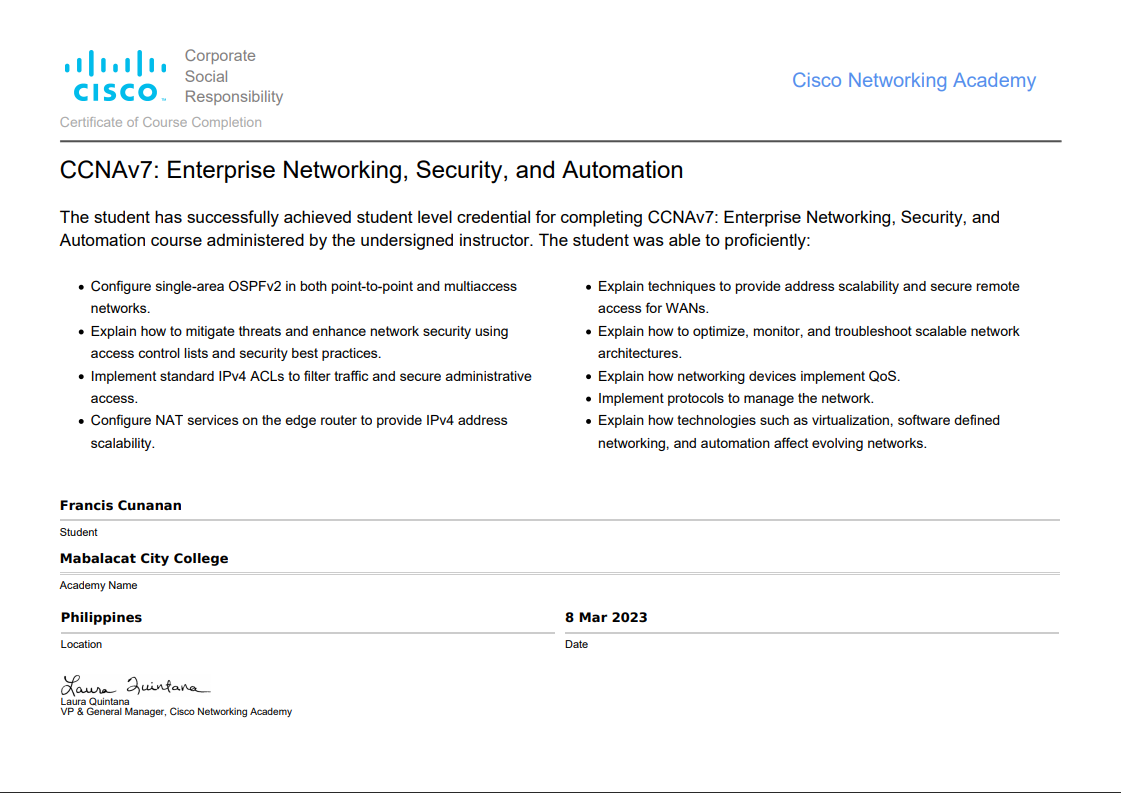 Corporate
Social
Responsibility
CISCO™
Cisco Networking Academy
Certificate of Course Completion
CCNAv7: Enterprise Networking, Security, and Automation
The student has successfully achieved student level credential for completing CCNAv7: Enterprise Networking, Security, and
Automation course administered by the undersigned instructor. The student was able to proficiently:
• Configure single-area OSPFv2 in both point-to-point and multiaccess
networks.
• Explain how to mitigate threats and enhance network security using
access control lists and security best practices.
• Implement standard IPv4 ACLs to filter traffic and secure administrative
access.
• Configure NAT services on the edge router to provide IPv4 address
scalability.
• Explain techniques to provide address scalability and secure remote
access for WANs.
• Explain how to optimize, monitor, and troubleshoot scalable network
architectures.
• Explain how networking devices implement QoS.
• Implement protocols to manage the network.
• Explain how technologies such as virtualization, software defined
networking, and automation affect evolving networks.
Francis Cunanan
Student
Mabalacat City College
Academy Name
Philippines
Location
8 Mar 2023
Date
Laura Quintana
Laura Quintana
VP & General Manager, Cisco Networking Academy